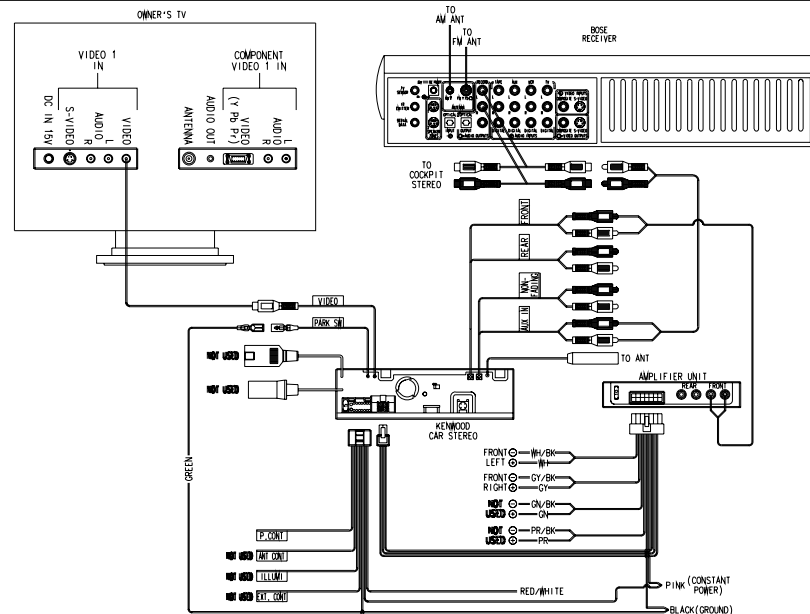 OWNER'S TV
VIDEO 1
IN
COMPONENT
VIDEO 1 IN
DC IN 15V
S-VIDEO
R
AUDIO
L
VIDEO
ANTENNA
AUDIO OUT
VIDEO
(Y Pb Pr)
R
AUDIO
L
TO
AM ANT
TO
FM ANT
BOSE
RECEIVER
TO
COCKPIT
STEREO
FRONT
REAR
NON-
FADING
AUX IN
VIDEO
PARK SW
NOT USED
NOT USED
TO ANT
KENWOOD
CAR STEREO
AMPLIFIER UNIT
REAR
FRONT
GREEN
FRONT ⊖ WH/BK
LEFT ⊕ WH
FRONT ⊖ GY/BK
RIGHT ⊕ GY
NOT ⊖ GN/BK
USED ⊕ GN
NOT ⊖ PR/BK
USED ⊕ PR
P.CONT
NOT USED ANT CONT
NOT USED ILLUMI
NOT USED EXT. CONT
RED/WHITE
PINK (CONSTANT
POWER)
BLACK(GROUND)